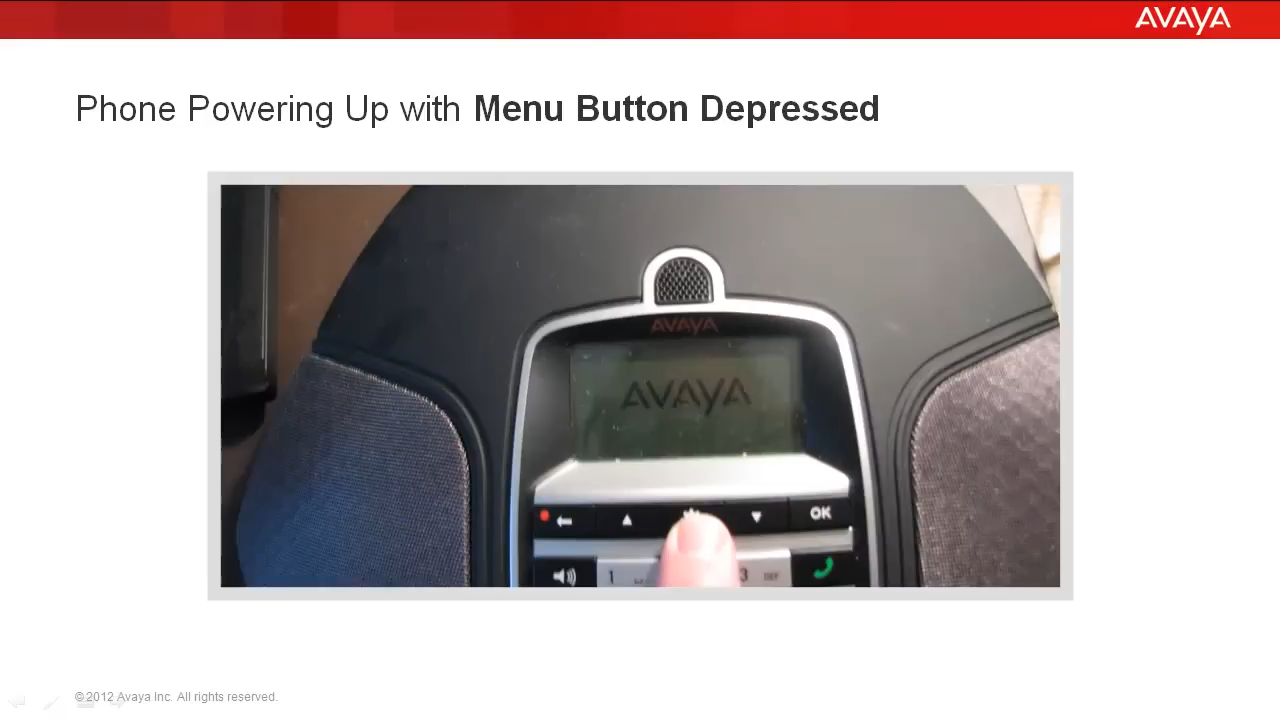 AVAYA
Phone Powering Up with Menu Button Depressed
AVAYA
AVAYA
OK
1
3 DEF
©2012 Avaya Inc. All rights reserved.